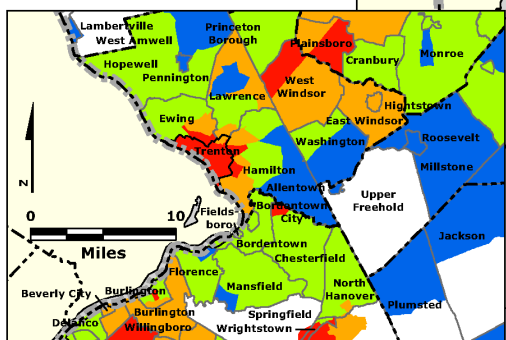 Lambertville
Princeton
West Amwell
Borough
Plainsboro
Monroe
Hopewell
Cranbury
Pennington
West
Windsor
Lawrence
Hightstown
Ewing
East Windsor
Roosevelt
Washington
Trenton
Millstone
Hamilton
Allentown
Upper
Freehold
N
Bordentown
City
Fields-
boro
0 10
Miles
Jackson
Bordentown
Chesterfield
Florence
North
Hanover
Mansfield
Beverly City
Burlington
Plumsted
Burlington
Springfield
Delanco
Willingboro
Wrightstown